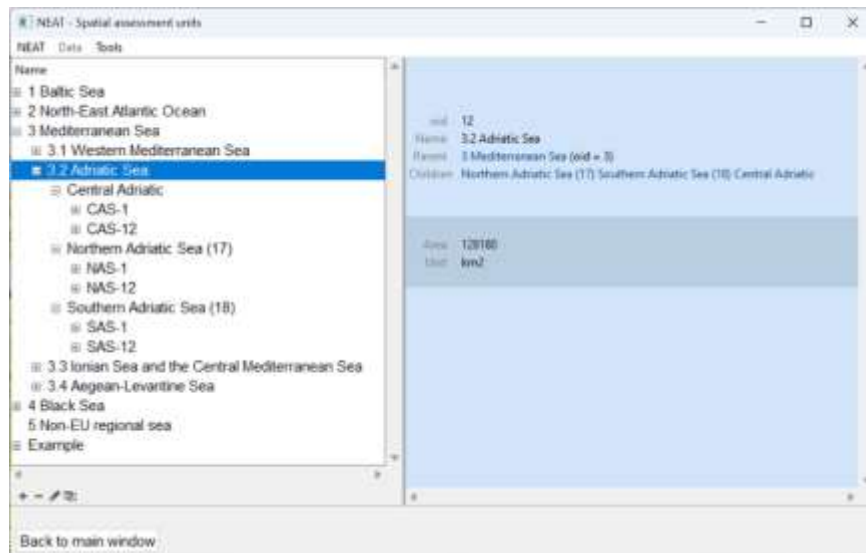 NEAT - Spatial assessment units
NEAT Data Tools
Name
1 Baltic Sea
2 North-East Atlantic Ocean
3 Mediterranean Sea
3.1 Western Mediterranean Sea
3.2 Adriatic Sea
Central Adriatic
CAS-1
CAS-12
Northern Adriatic Sea (17)
NAS-1
NAS-12
Southern Adriatic Sea (18)
SAS-1
SAS-12
3.3 Ionian Sea and the Central Mediterranean Sea
3.4 Aegean-Levantine Sea
4 Black Sea
5 Non-EU regional sea
Example
Back to main window
oid 12
Name 3.2 Adriatic Sea
Parent 3 Mediterranean Sea (oid = 3)
Children Northern Adriatic Sea (17) Southern Adriatic Sea (18) Central Adriatic
Area
Unit km2